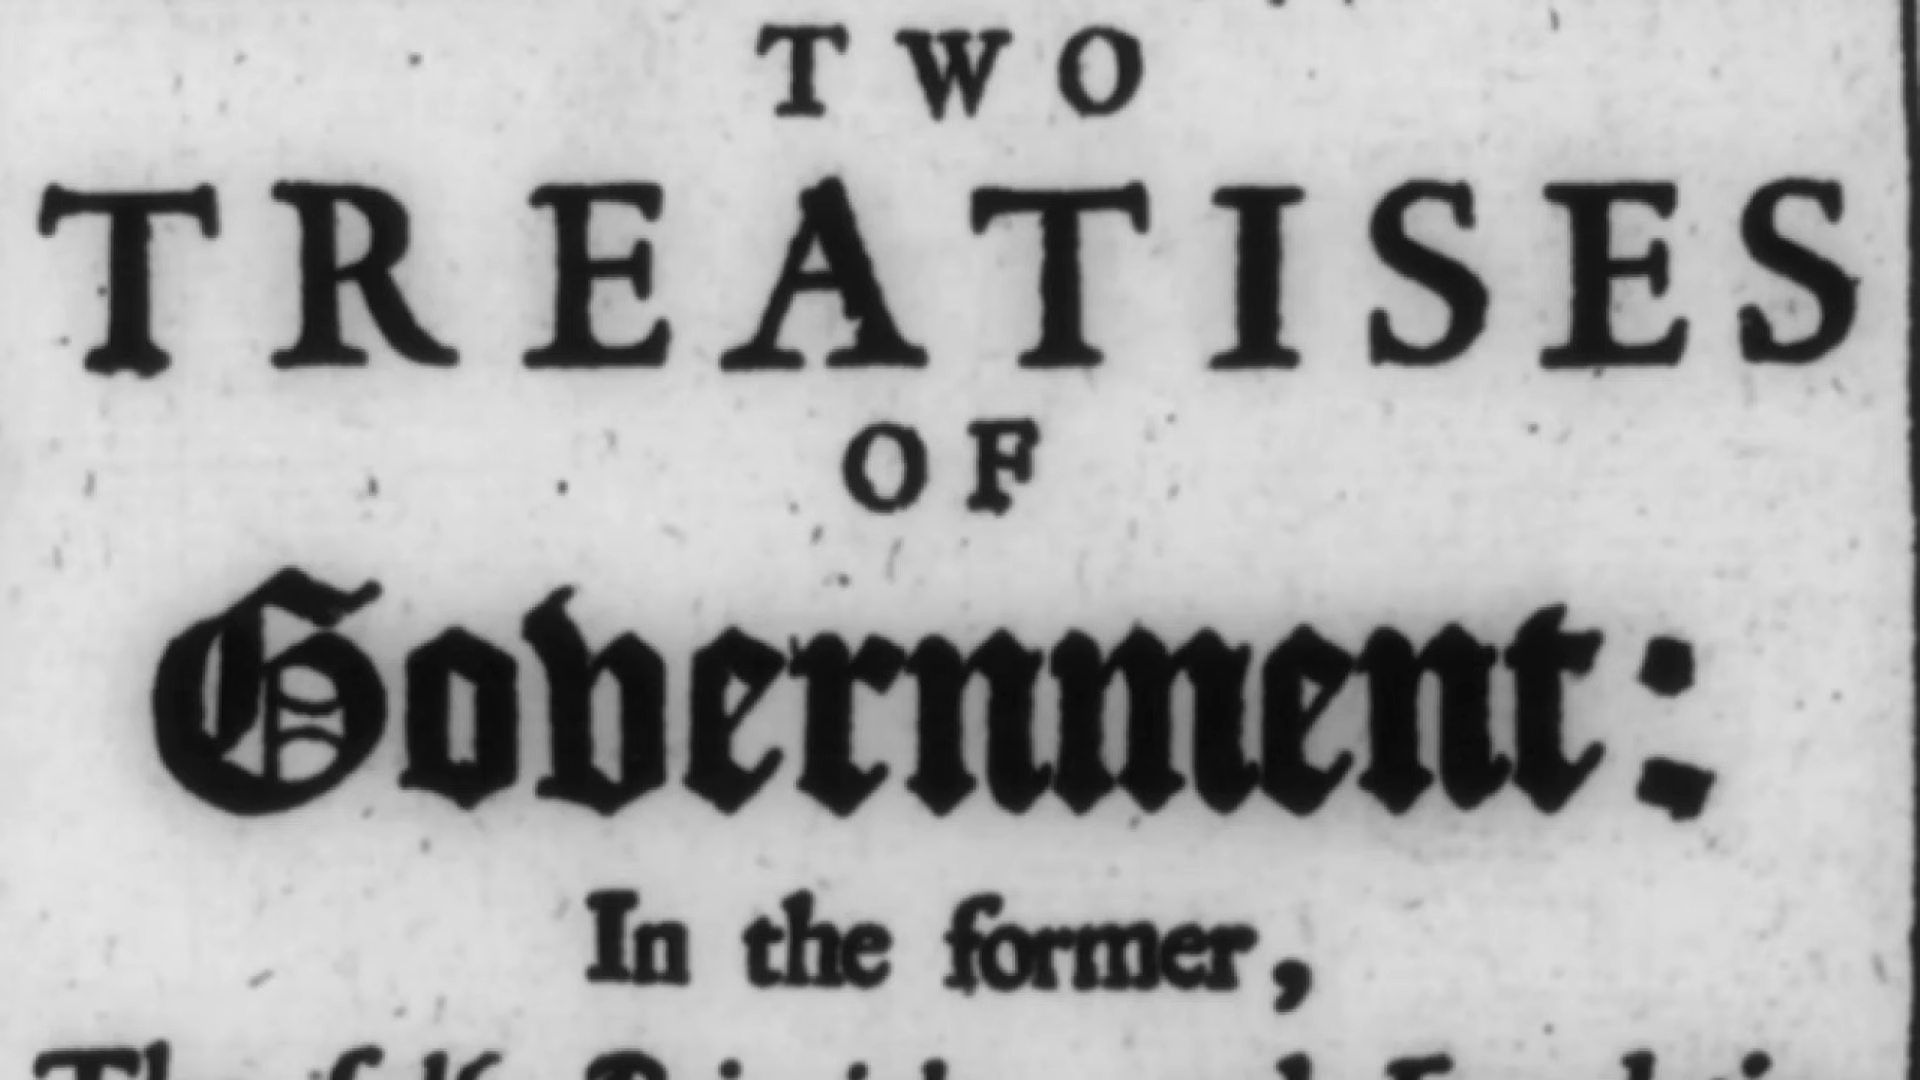 TWO
TREATISES
OF
Government:
In the former,